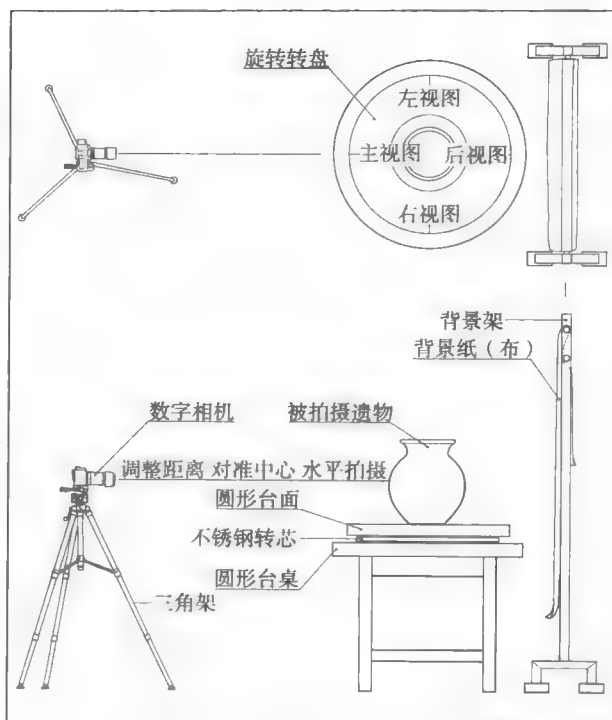 旋转转盘
左视图
主视图 后视图
右视图
背景架
背景纸（布）
数字相机 被拍摄遗物
调整距离 对准中心 水平拍摄
圆形台面
不锈钢转芯
圆形台桌
三角架